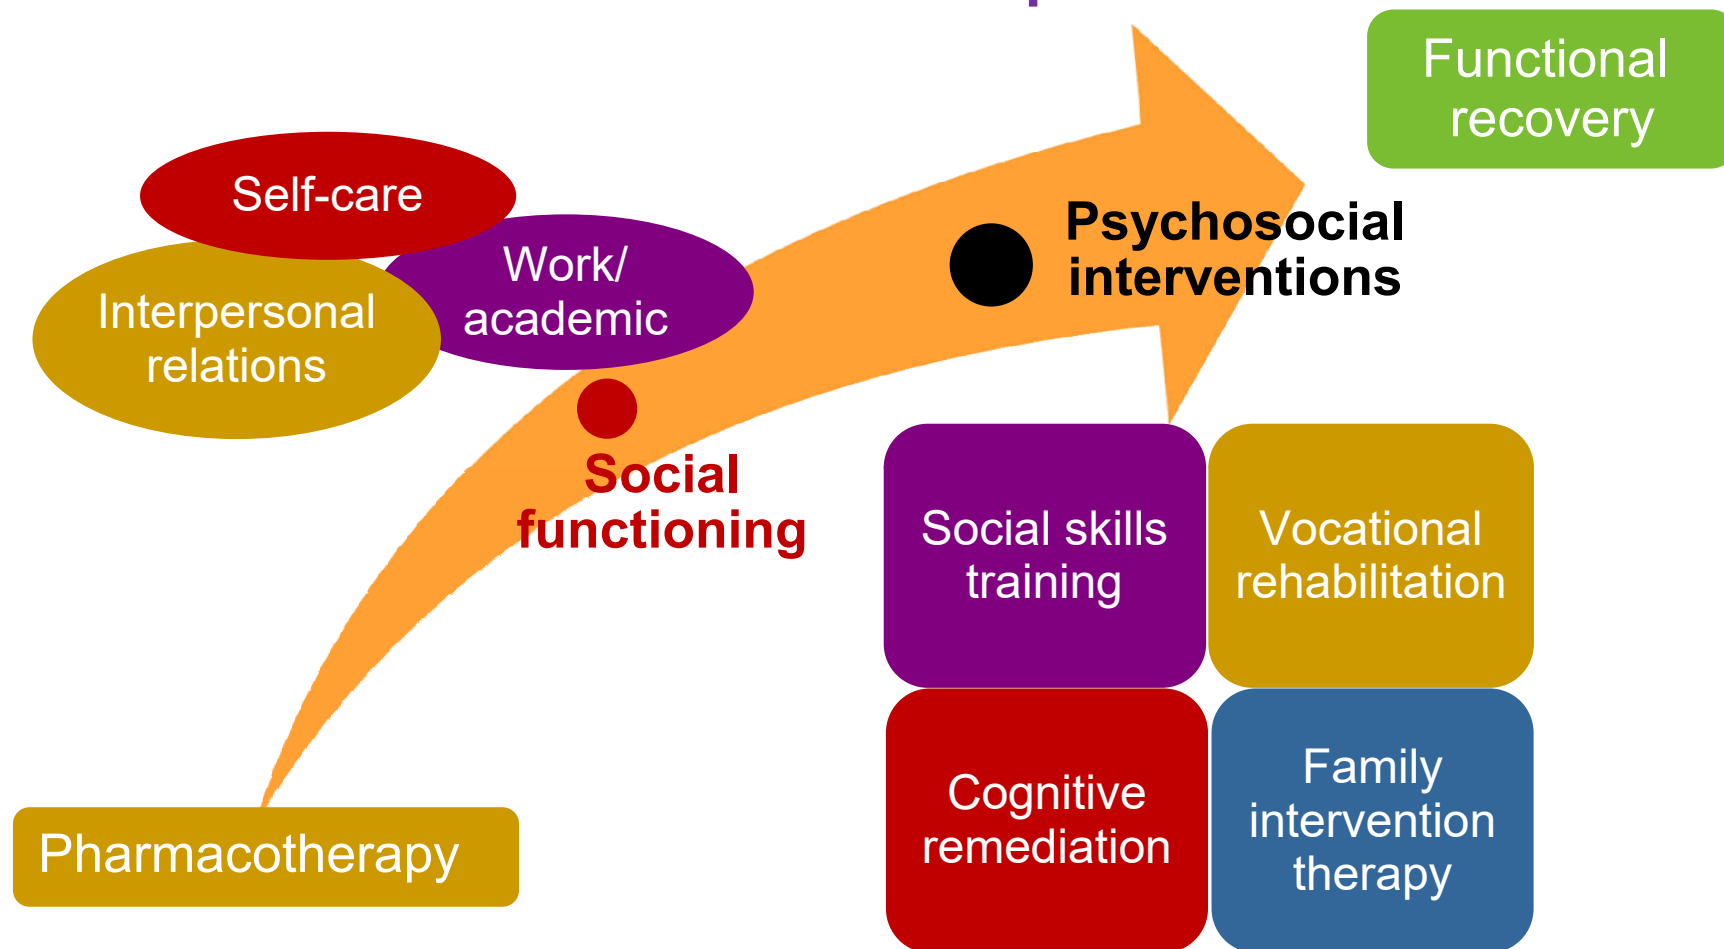 Functional
recovery
Self-care
Work/
academic
Interpersonal
relations
Psychosocial
interventions
Social
functioning
Social skills
training
Vocational
rehabilitation
Cognitive
remediation
Family
intervention
therapy
Pharmacotherapy